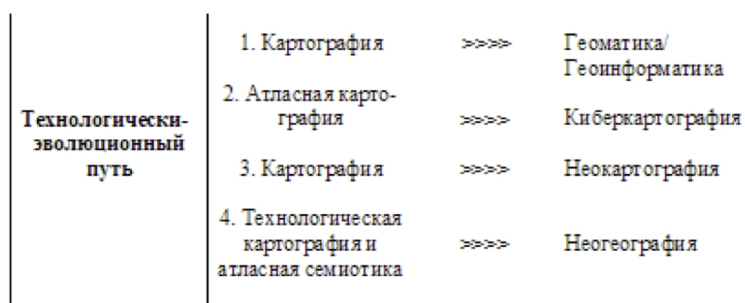 1. Картография >>>> Геоматика/
Геоинформатика
2. Атласная карто-
графия >>>> Киберкартография
Технологически-
эволюционный
путь
3. Картография >>>> Неокартография
4. Технологическая
картография и >>>> Неогеография
атласная семиотика